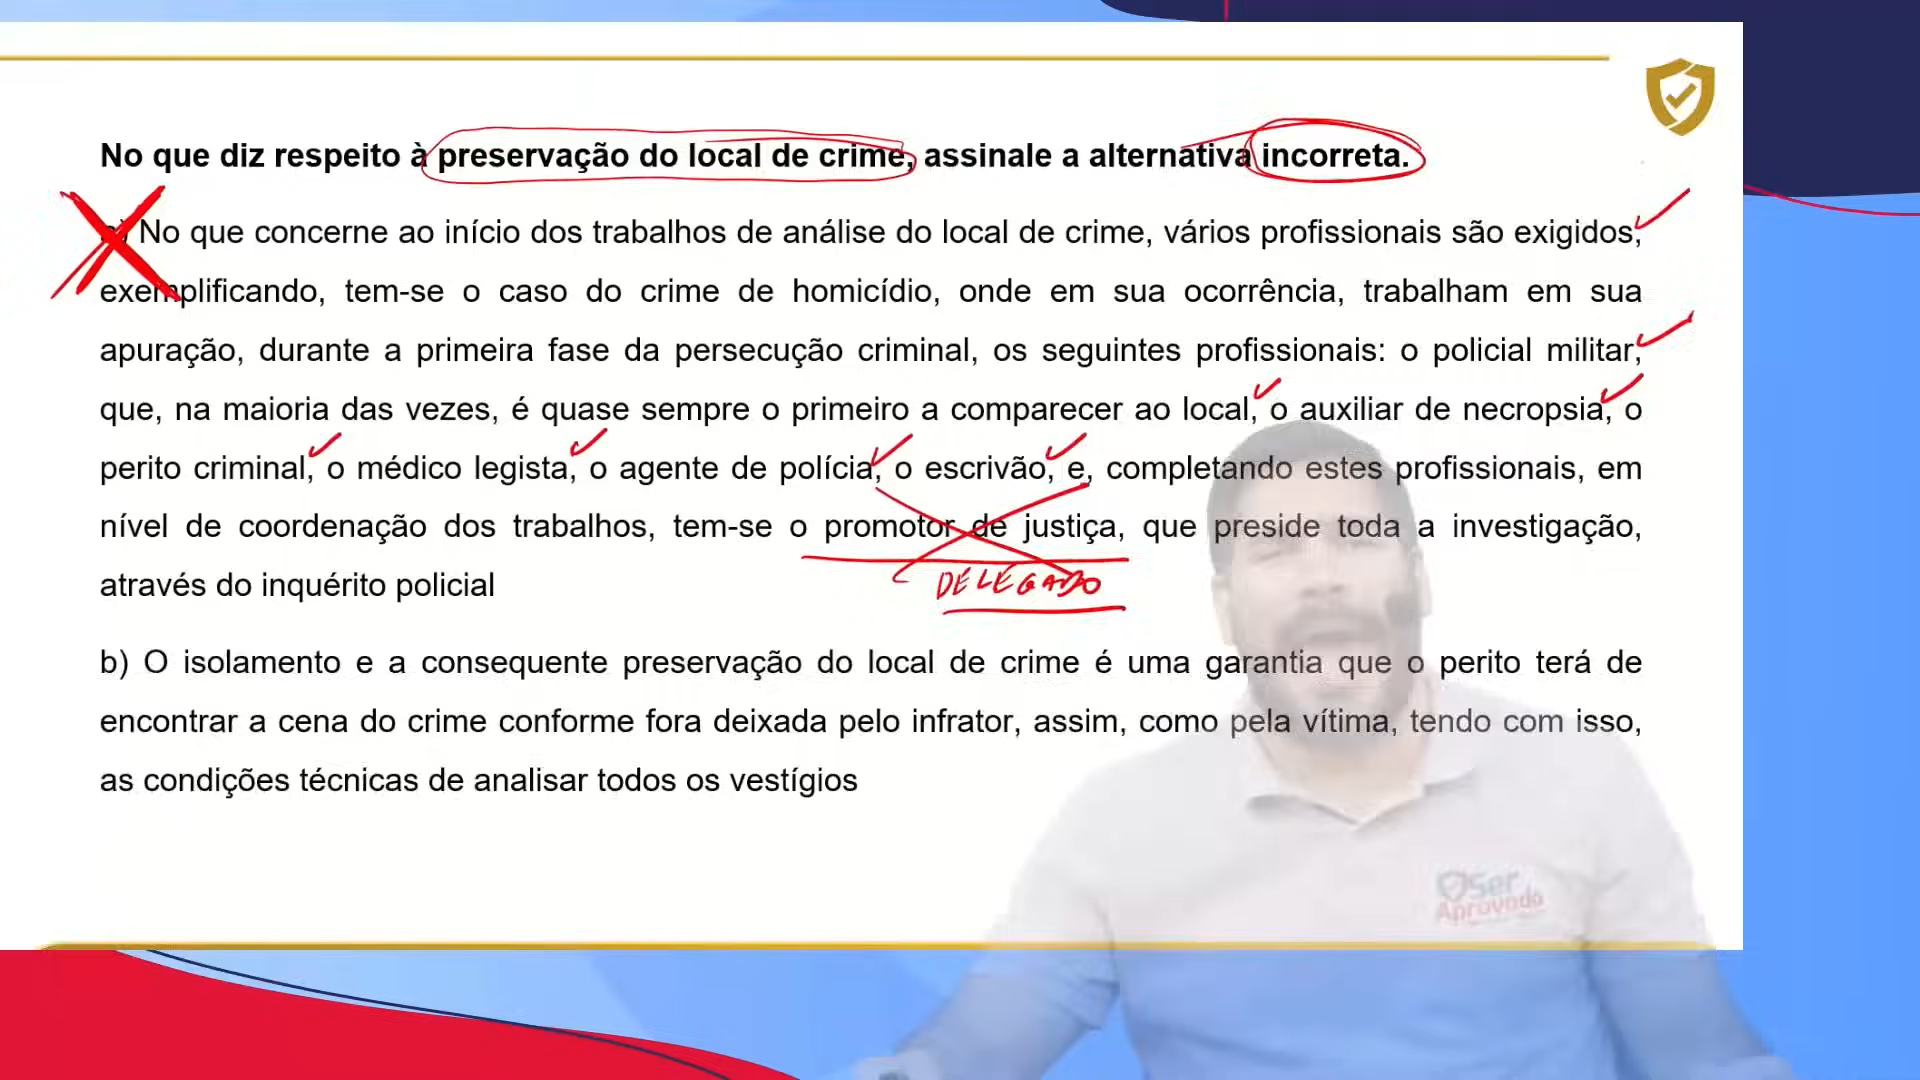 No que diz respeito à preservação do local de crime, assinale a alternativa incorreta.
a) No que concerne ao início dos trabalhos de análise do local de crime, vários profissionais são exigidos,
exemplificando, tem-se o caso do crime de homicídio, onde em sua ocorrência, trabalham em sua
apuração, durante a primeira fase da persecução criminal, os seguintes profissionais: o policial militar,
que, na maioria das vezes, é quase sempre o primeiro a comparecer ao local, o auxiliar de necropsia, o
perito criminal, o médico legista, o agente de polícia, o escrivão, e, completando estes profissionais, em
nível de coordenação dos trabalhos, tem-se o promotor de justiça, que preside toda a investigação,
através do inquérito policial
DELEGADO
b) O isolamento e a consequente preservação do local de crime é uma garantia que o perito terá de
encontrar a cena do crime conforme fora deixada pelo infrator, assim, como pela vítima, tendo com isso,
as condições técnicas de analisar todos os vestígios
Ser
Aprovado